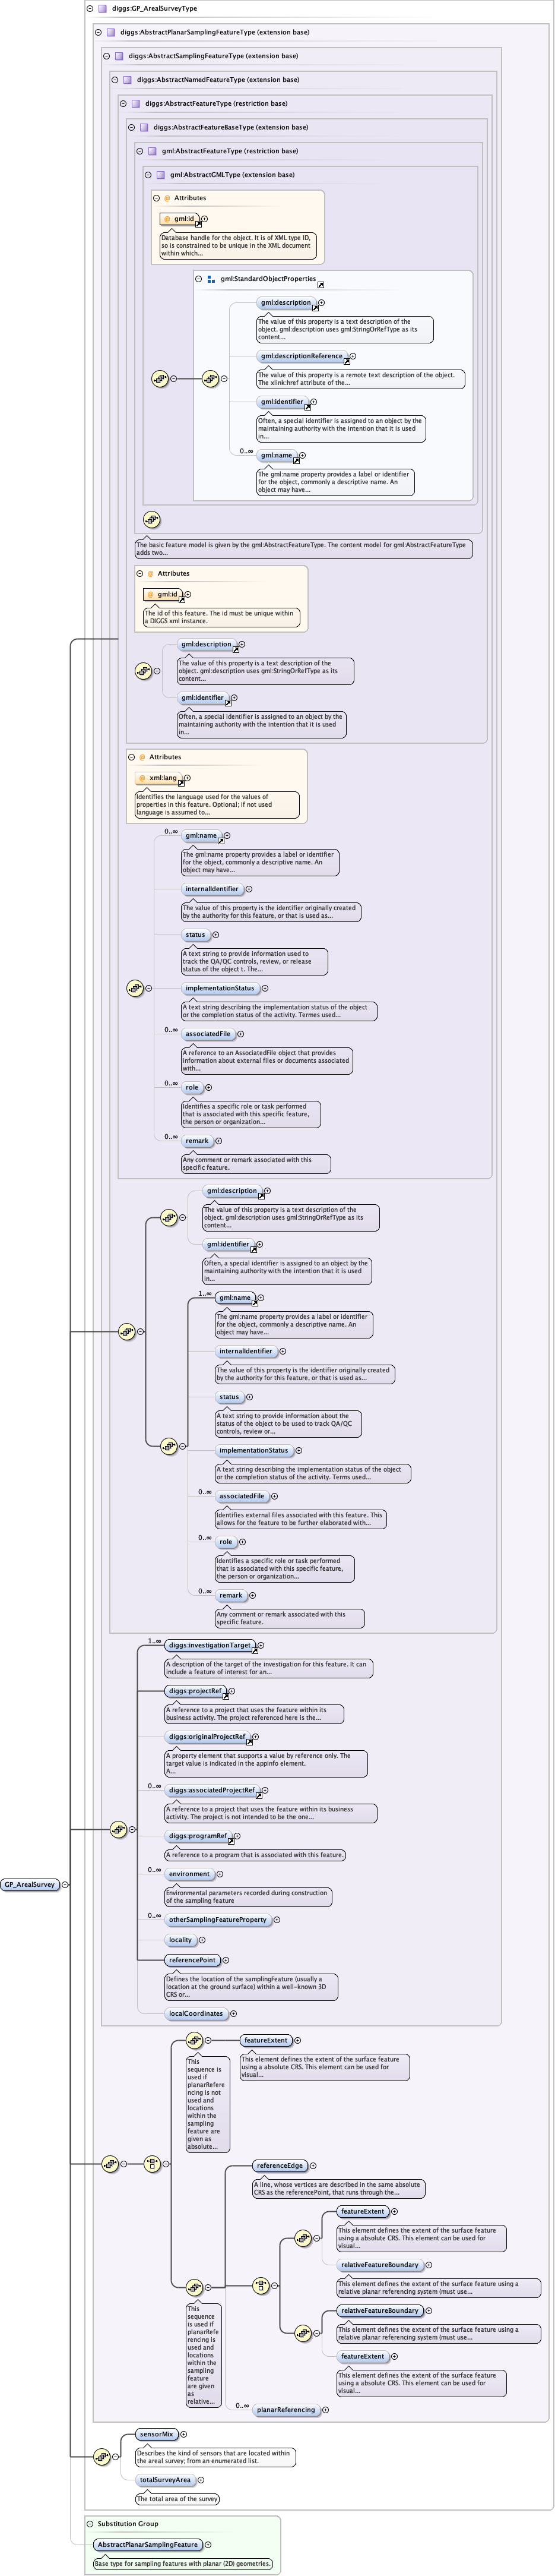 diggs:GP_ArealSurveyType
diggs:AbstractPlanarSamplingFeatureType (extension base)
diggs:AbstractSamplingFeatureType (extension base)
diggs:AbstractNamedFeatureType (extension base)
diggs:AbstractFeatureType (restriction base)
diggs:AbstractFeatureBaseType (extension base)
gml:AbstractFeatureType (restriction base)
gml:AbstractGMLType (extension base)
@ Attributes
@ gml:id
Database handle for the object. It is of XML type ID,
so is constrained to be unique in the XML document
within which...
gml:StandardObjectProperties
gml:description
The value of this property is a text description of the
object. gml:description uses gml:StringOrRefType as its
content...
gml:descriptionReference
The value of this property is a remote text description of the object.
The xlink:href attribute of the...
gml:identifier
Often, a special identifier is assigned to an object by the
maintaining authority with the intention that it is used
in...
0..∞
gml:name
The gml:name property provides a label or identifier
for the object, commonly a descriptive name. An
object may have...
The basic feature model is given by the gml:AbstractFeatureType. The content model for gml:AbstractFeatureType
adds two...
@ Attributes
@ gml:id
The id of this feature. The id must be unique within
a DIGGS xml instance.
gml:description
The value of this property is a text description of the
object. gml:description uses gml:StringOrRefType as its
content...
gml:identifier
Often, a special identifier is assigned to an object by the
maintaining authority with the intention that it is used
in...
@ Attributes
@ xml:lang
Identifies the language used for the values of
properties in this feature. Optional; if not used
language is assumed to...
0..∞
gml:name
The gml:name property provides a label or identifier
for the object, commonly a descriptive name. An
object may have...
internalIdentifier
The value of this property is the identifier originally created
by the authority for this feature, or that is used as...
status
A text string to provide information used to
track the QA/QC controls, review, or release
status of the object t. The...
implementationStatus
A text string describing the implementation status of the object
or the completion status of the activity. Termes used...
0..∞
associatedFile
A reference to an AssociatedFile object that provides
information about external files or documents associated
with...
0..∞
role
Identifies a specific role or task performed
that is associated with this specific feature,
the person or organization...
0..∞
remark
Any comment or remark associated with this
specific feature.
gml:description
The value of this property is a text description of the
object. gml:description uses gml:StringOrRefType as its
content...
gml:identifier
Often, a special identifier is assigned to an object by the
maintaining authority with the intention that it is used
in...
1..∞
gml:name
The gml:name property provides a label or identifier
for the object, commonly a descriptive name. An
object may have...
internalIdentifier
The value of this property is the identifier originally created
by the authority for this feature, or that is used as...
status
A text string to provide information about the
status of the object to be used to track QA/QC
controls, review or...
implementationStatus
A text string describing the implementation status of the object
or the completion status of the activity. Terms used...
0..∞
associatedFile
Identifies external files associated with this feature. This
allows for the feature to be further elaborated with...
0..∞
role
Identifies a specific role or task performed
that is associated with this specific feature,
the person or organization...
0..∞
remark
Any comment or remark associated with this
specific feature.
1..∞
diggs:investigationTarget
A description of the target of the investigation for this feature. It can
include a feature of interest for an...
diggs:projectRef
A reference to a project that uses the feature within its
business activity. The project referenced here is the...
diggs:originalProjectRef
A property element that supports a value by reference only. The
target value is indicated in the appinfo element.
A...
0..∞
diggs:associatedProjectRef
A reference to a project that uses the feature within its business
activity. The project is not intended to be the one...
diggs:programRef
A reference to a program that is associated with this feature.
0..∞
environment
Environmental parameters recorded during construction
of the sampling feature
0..∞
otherSamplingFeatureProperty
locality
referencePoint
Defines the location of the samplingFeature (usually a
location at the ground surface) within a well-known 3D
CRS or...
localCoordinates
GP_ArealSurvey
featureExtent
This element defines the extent of the surface feature
using a absolute CRS. This element can be used for
visual...
This
sequence is
used if
planarRefere
ncing is not
used and
locations
within the
sampling
feature are
given as
absolute...
referenceEdge
A line, whose vertices are described in the same absolute
CRS as the referencePoint, that runs through the...
featureExtent
This element defines the extent of the surface feature
using a absolute CRS. This element can be used for
visual...
relativeFeatureBoundary
This element defines the extent of the surface feature using a
relative planar referencing system (must use...
relativeFeatureBoundary
This element defines the extent of the surface feature using a
relative planar referencing system (must use...
featureExtent
This element defines the extent of the surface feature
using a absolute CRS. This element can be used for
visual...
This
sequence
is used if
planarRefe
rencing is
used and
locations
within the
sampling
feature
are given
as
relative...
0..∞
planarReferencing
sensorMix
Describes the kind of sensors that are located within
the areal survey; from an enumerated list.
totalSurveyArea
The total area of the survey
Substitution Group
AbstractPlanarSamplingFeature
Base type for sampling features with planar (2D) geometries.